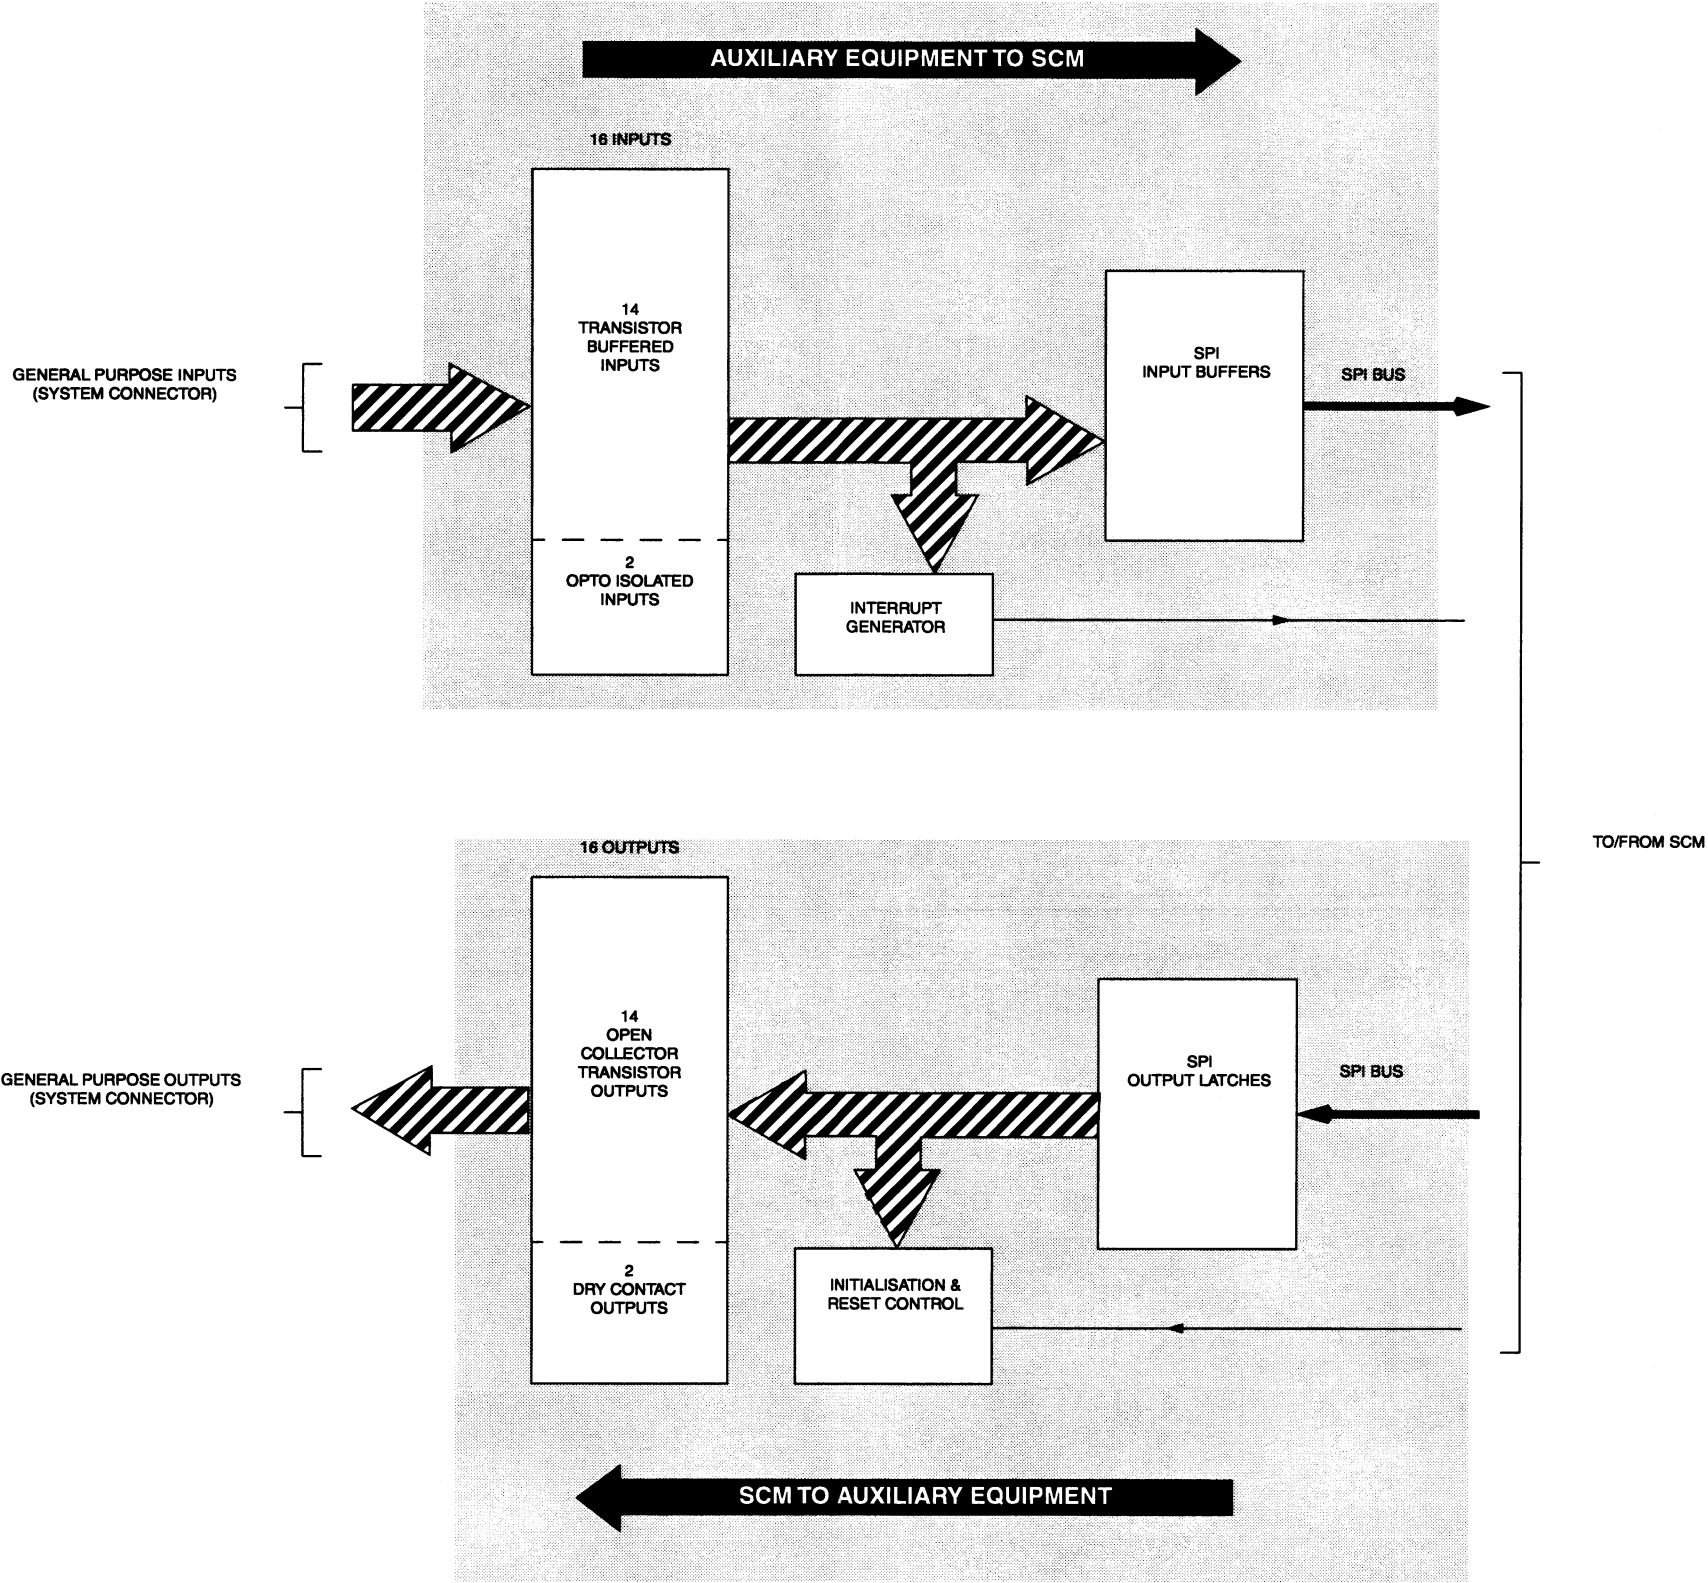 AUXILIARY EQUIPMENT TO SCM
16 INPUTS
14
TRANSISTOR
BUFFERED
INPUTS
SPI
INPUT BUFFERS
SPI BUS
GENERAL PURPOSE INPUTS
(SYSTEM CONNECTOR)
2
OPTO ISOLATED
INPUTS
INTERRUPT
GENERATOR
TO/FROM SCM
16 OUTPUTS
14
OPEN
COLLECTOR
TRANSISTOR
OUTPUTS
SPI
OUTPUT LATCHES
SPI BUS
GENERAL PURPOSE OUTPUTS
(SYSTEM CONNECTOR)
2
DRY CONTACT
OUTPUTS
INITIALISATION &
RESET CONTROL
SCM TO AUXILIARY EQUIPMENT